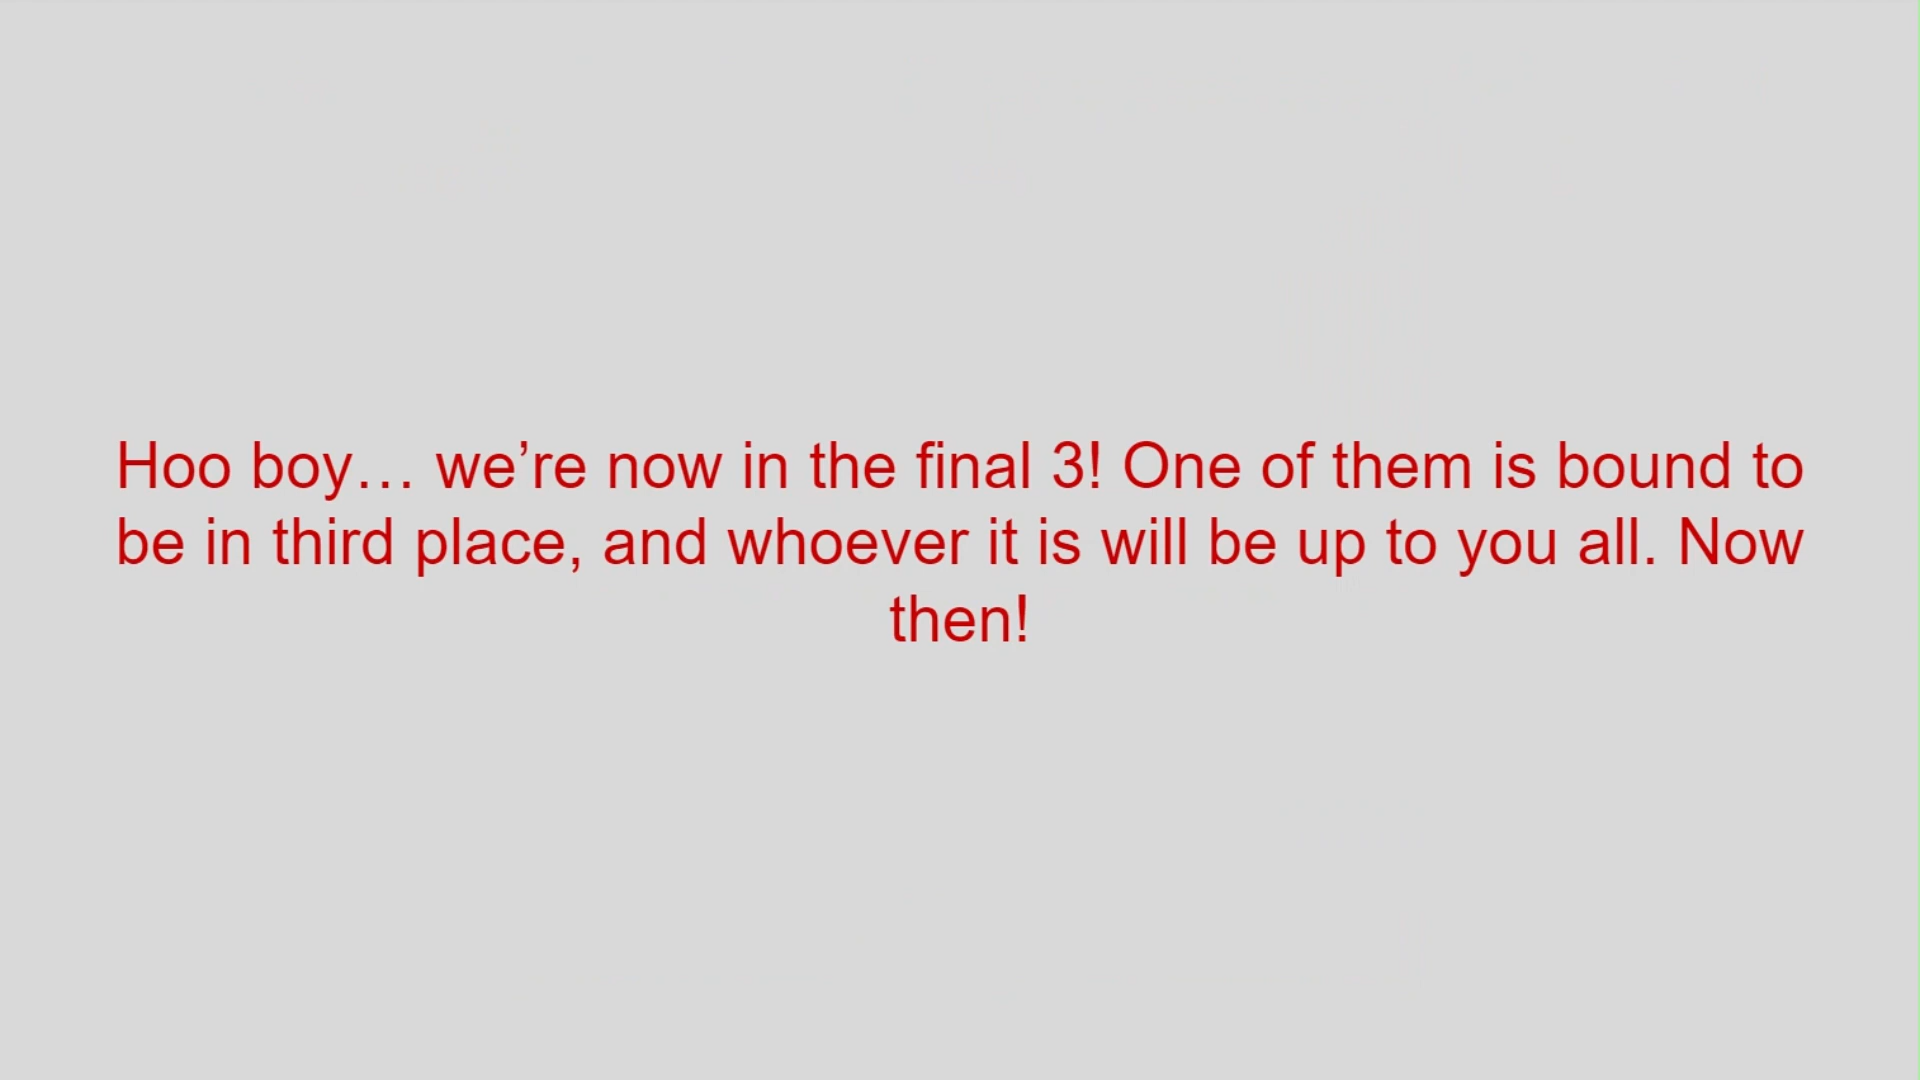 Hoo boy… we’re now in the final 3! One of them is bound to
be in third place, and whoever it is will be up to you all. Now
then!